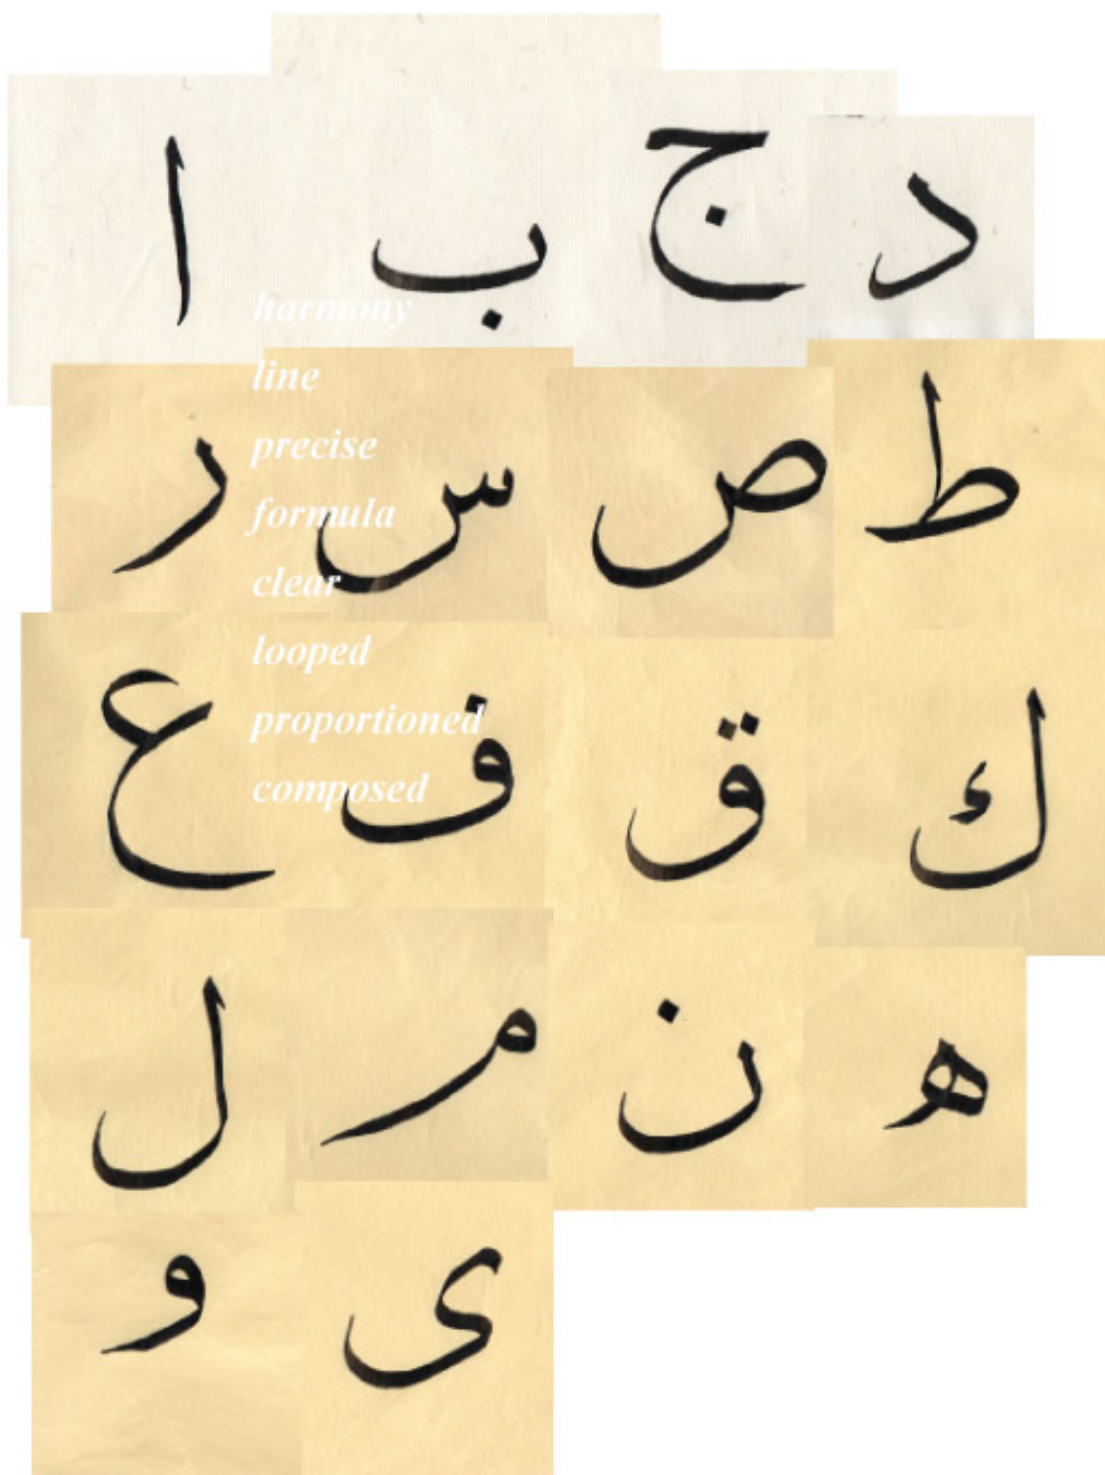 ا ب ج د
harmony
line
precise
ر س ص ط
formula
clear
looped
proportioned
ع ف ق ك
composed
ل م ن ه
و ى